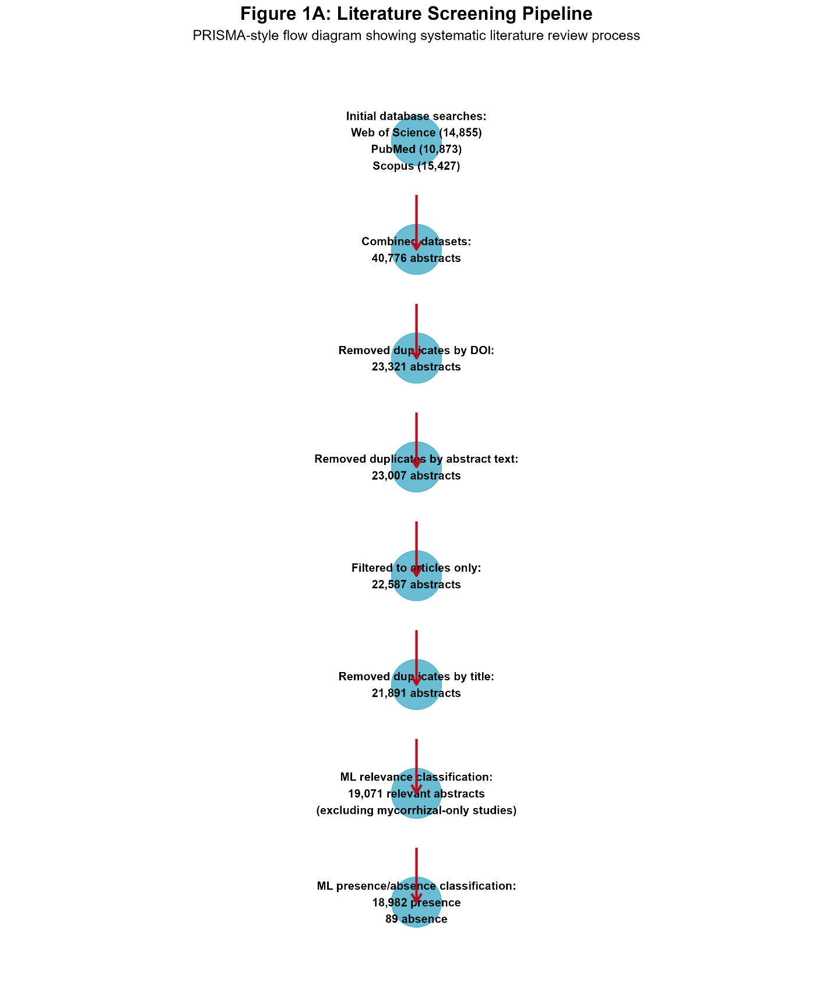 Figure 1A: Literature Screening Pipeline
PRISMA-style flow diagram showing systematic literature review process
Initial database searches:
Web of Science (14,855)
PubMed (10,873)
Scopus (15,427)
Combined datasets:
40,776 abstracts
Removed duplicates by DOI:
23,321 abstracts
Removed duplicates by abstract text:
23,007 abstracts
Filtered to articles only:
22,587 abstracts
Removed duplicates by title:
21,891 abstracts
ML relevance classification:
19,071 relevant abstracts
(excluding mycorrhizal-only studies)
ML presence/absence classification:
18,982 presence
89 absence